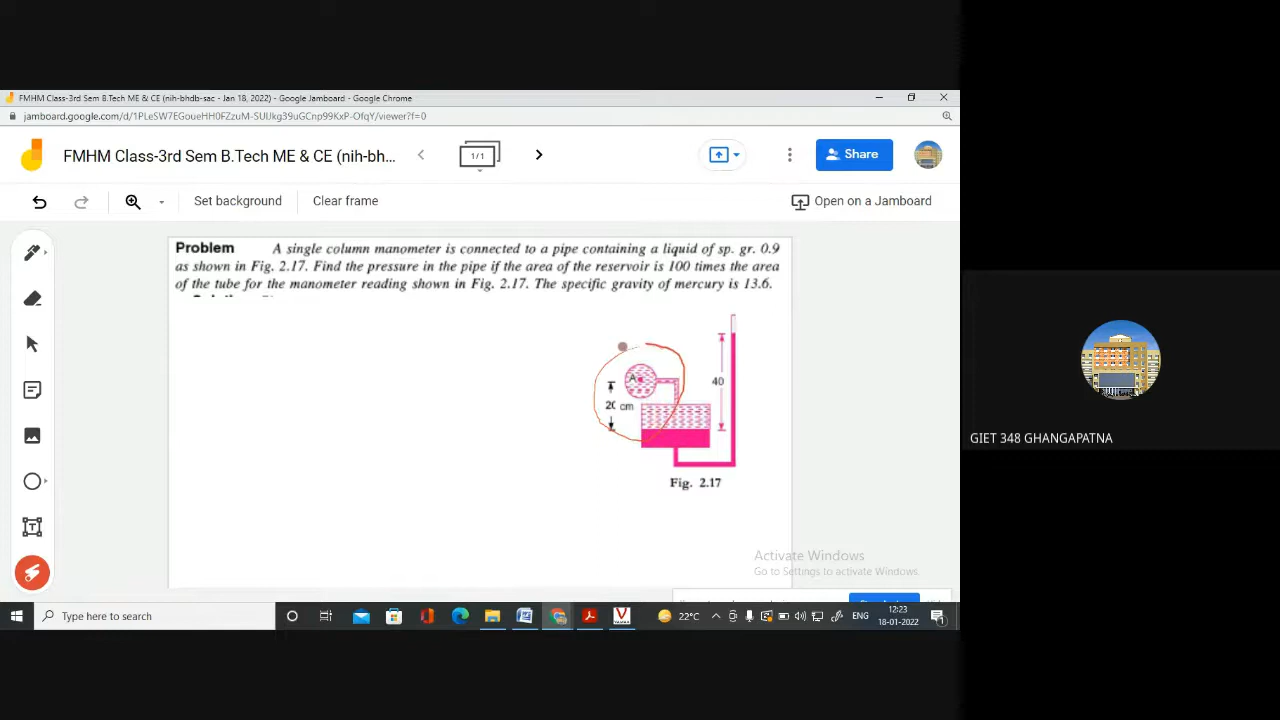 FMHM Class-3rd Sem B.Tech ME & CE (nih-bhdb-sac - Jan 18, 2022) - Google Jamboard - Google Chrome
FMHM Class-3rd Sem B.Tech ME & CE (nih-bh...
1/1
Share
Set background
Clear frame
Open on a Jamboard
Problem A single column manometer is connected to a pipe containing a liquid of sp. gr. 0.9
as shown in Fig. 2.17. Find the pressure in the pipe if the area of the reservoir is 100 times the area
of the tube for the manometer reading shown in Fig. 2.17. The specific gravity of mercury is 13.6.
A
40
cm
Fig. 2.17
GIET 348 GHANGAPATNA
Activate Windows
Go to Settings to activate Windows.
Type here to search
22°C
ENG
12:23
18-01-2022